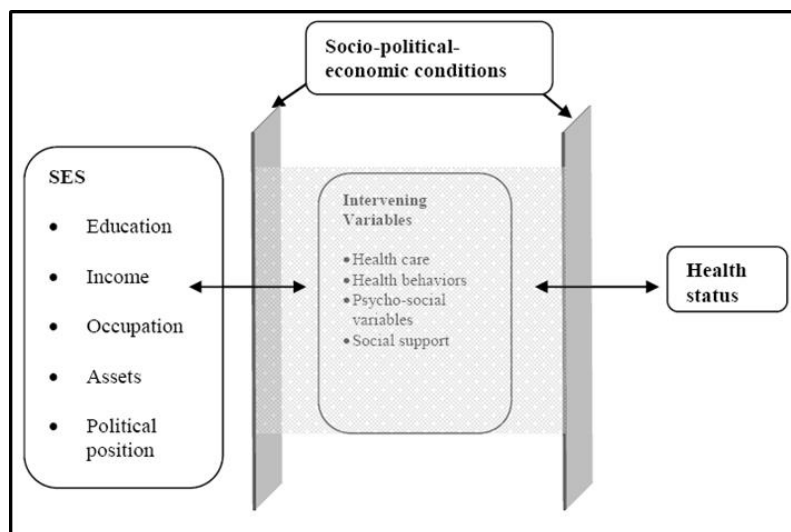 Socio-political-
economic conditions
SES
• Education
• Income
• Occupation
• Assets
• Political
position
Intervening
Variables
• Health care
• Health behaviors
• Psycho-social
variables
• Social support
Health
status